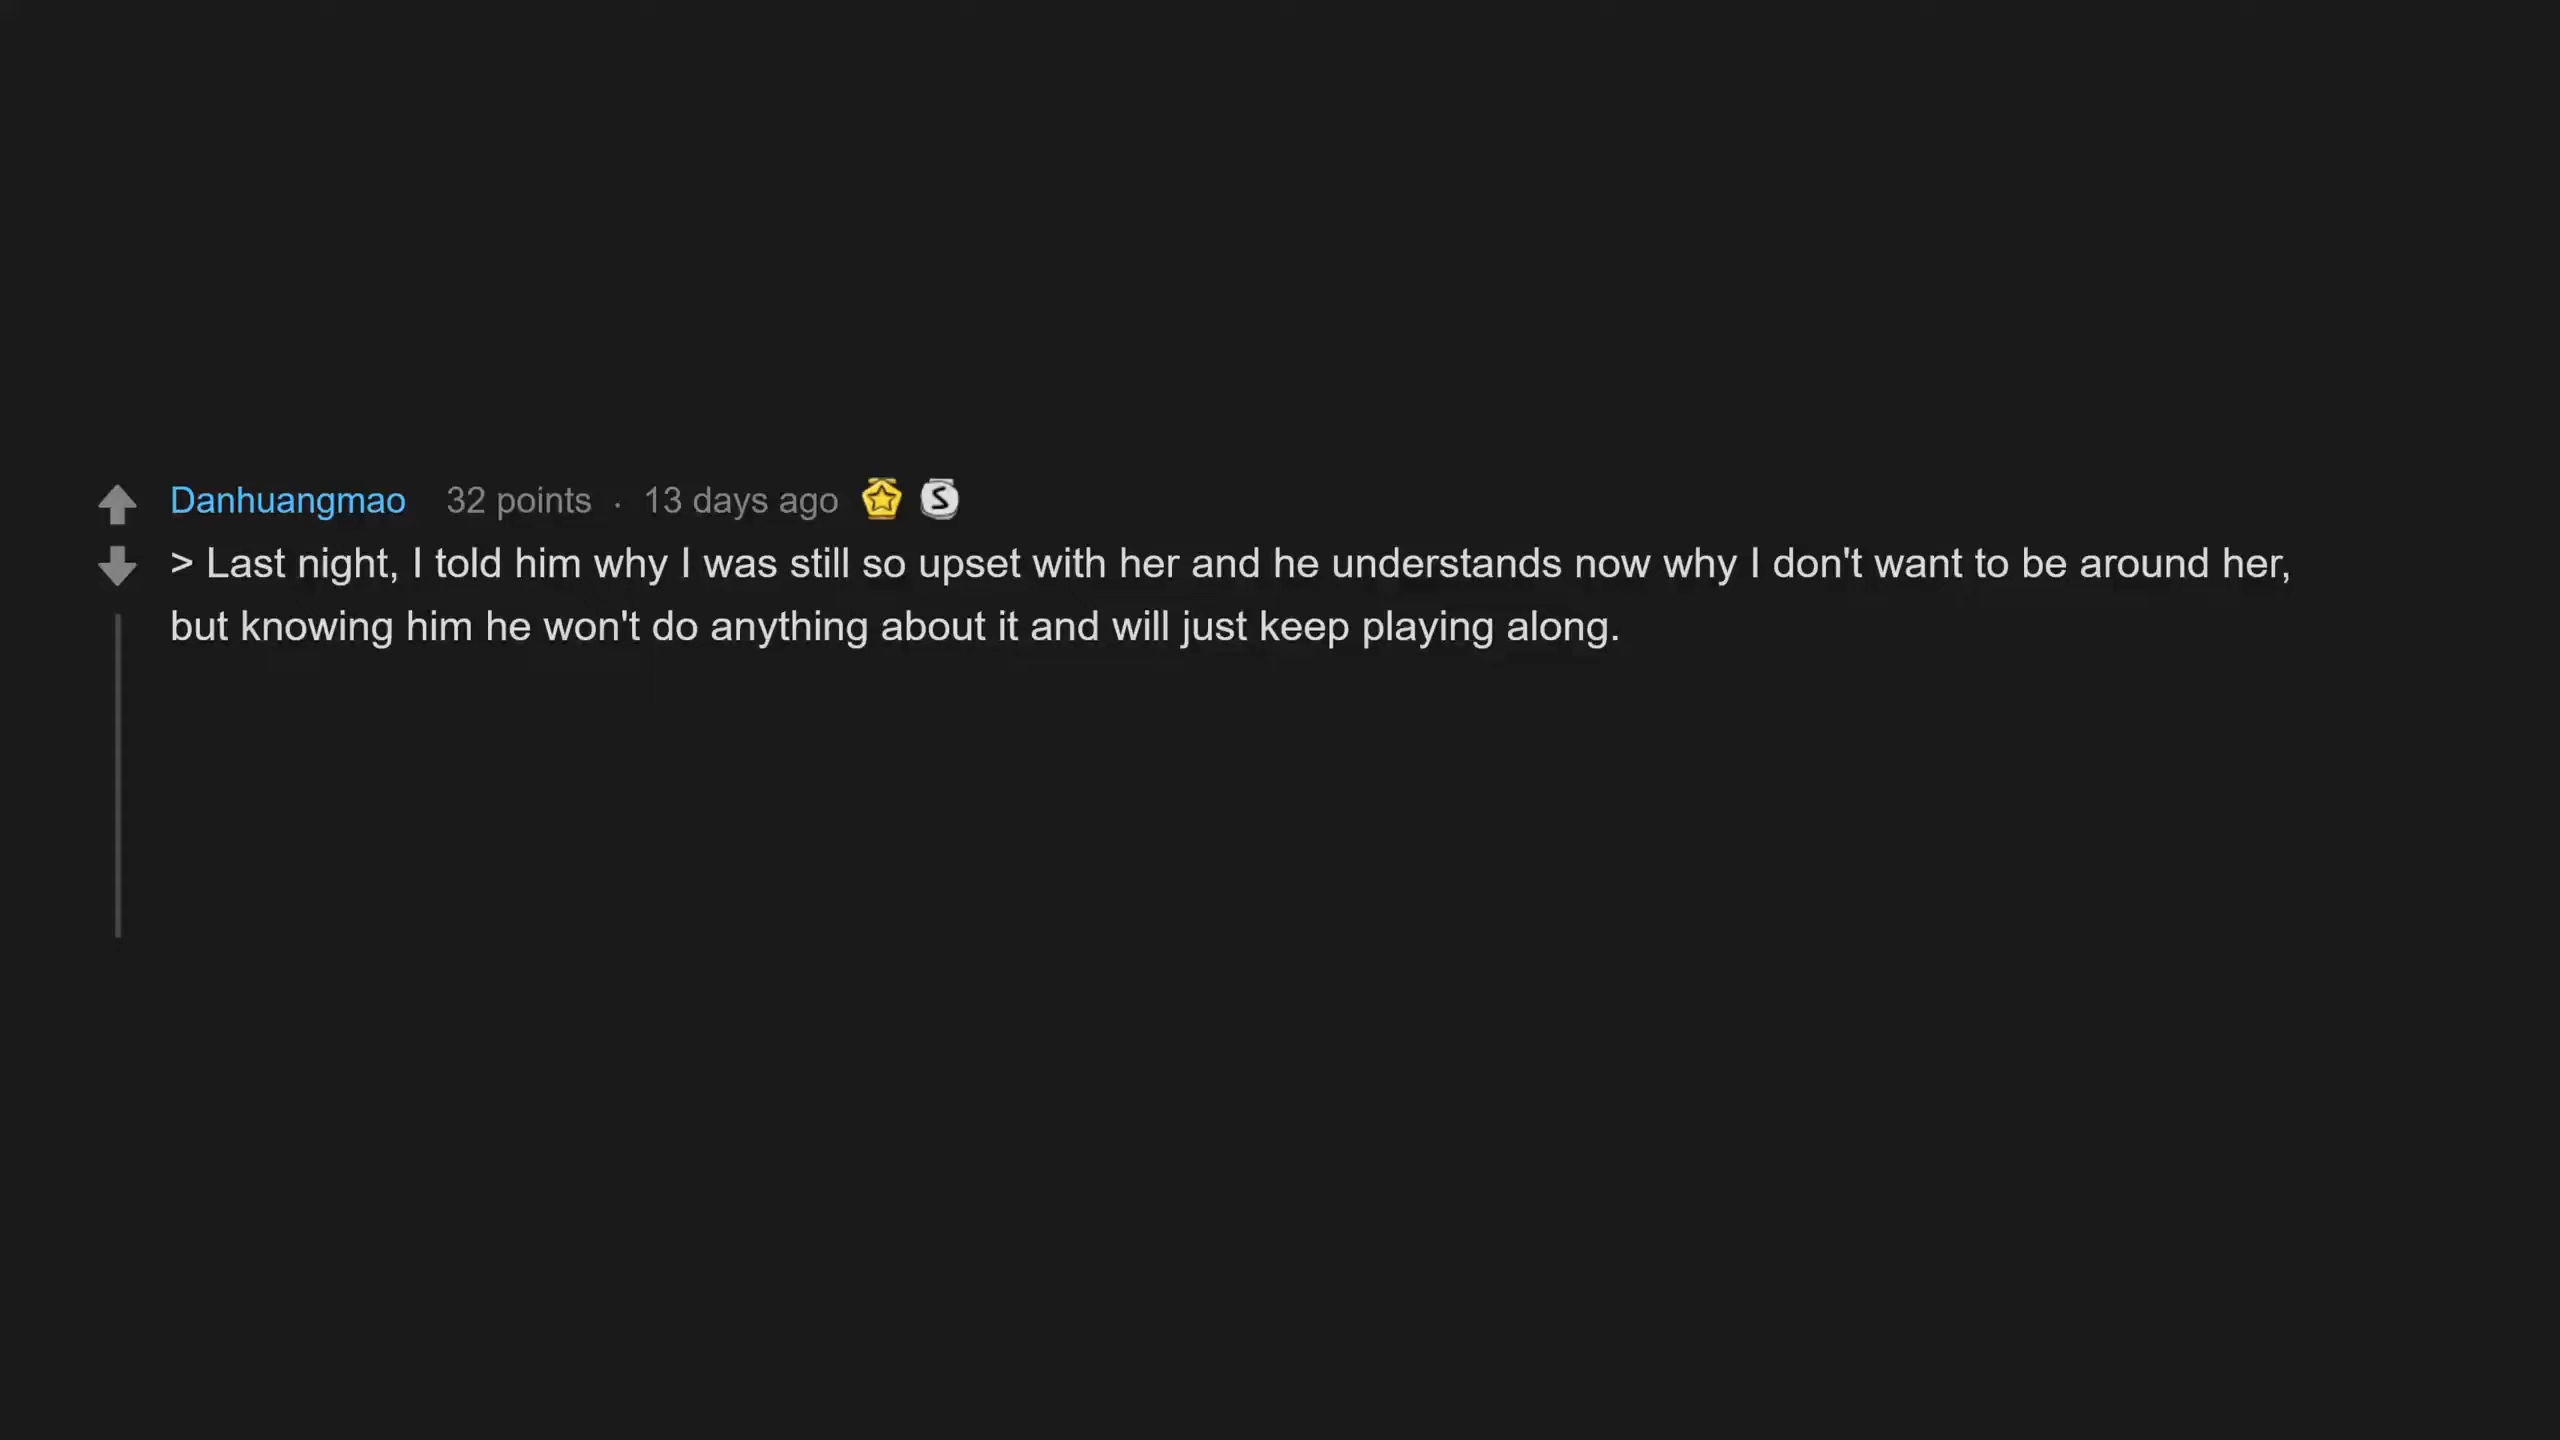 Danhuangmao 32 points · 13 days ago
> Last night, I told him why I was still so upset with her and he understands now why I don't want to be around her,
but knowing him he won't do anything about it and will just keep playing along.